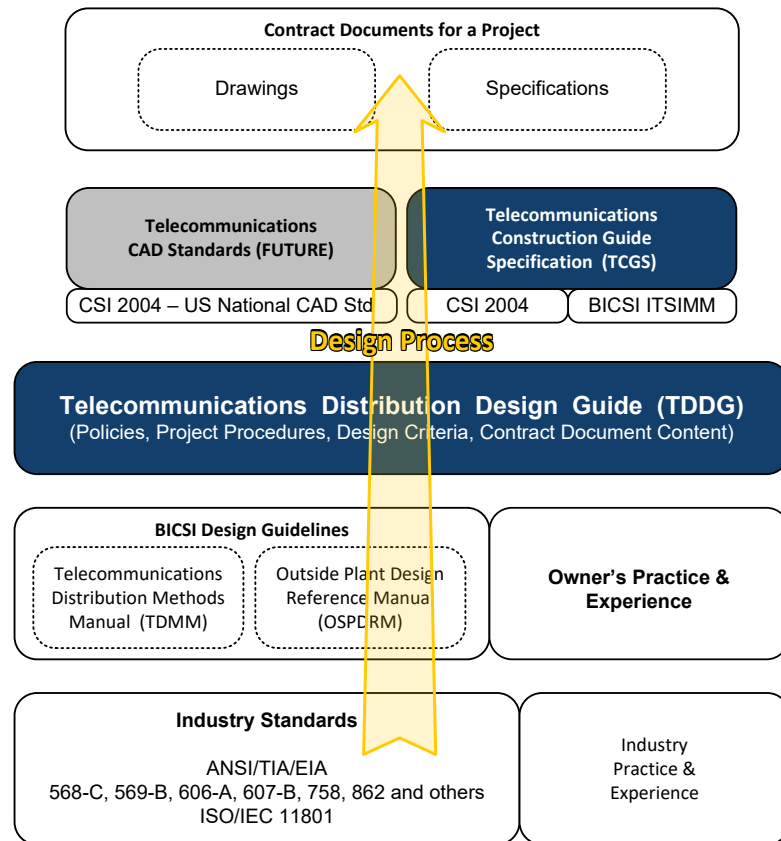 Contract Documents for a Project
Drawings
Specifications
Telecommunications
CAD Standards (FUTURE)
Telecommunications
Construction Guide
Specification (TCGS)
CSI 2004 – US National CAD Std
CSI 2004
BICSI ITSIMM
Design Process
Telecommunications Distribution Design Guide (TDDG)
(Policies, Project Procedures, Design Criteria, Contract Document Content)
BICSI Design Guidelines
Telecommunications
Distribution Methods
Manual (TDMM)
Outside Plant Design
Reference Manual
(OSPDRM)
Owner's Practice &
Experience
Industry Standards
ANSI/TIA/EIA
568-C, 569-B, 606-A, 607-B, 758, 862 and others
ISO/IEC 11801
Industry
Practice &
Experience